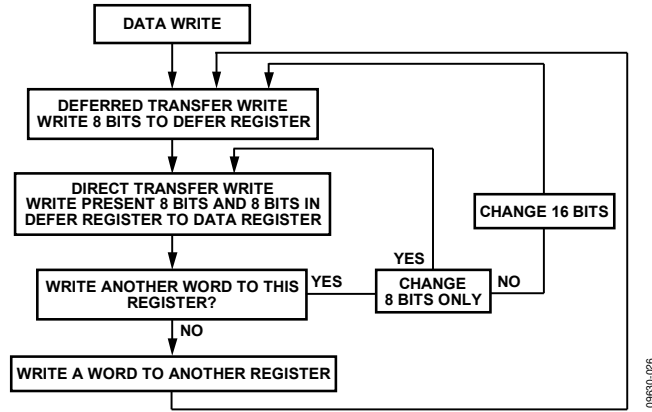 DATA WRITE
DEFERRED TRANSFER WRITE
WRITE 8 BITS TO DEFER REGISTER
DIRECT TRANSFER WRITE
WRITE PRESENT 8 BITS AND 8 BITS IN
DEFER REGISTER TO DATA REGISTER
CHANGE 16 BITS
YES
WRITE ANOTHER WORD TO THIS
REGISTER?
YES
CHANGE
8 BITS ONLY
NO
NO
WRITE A WORD TO ANOTHER REGISTER
09630-026